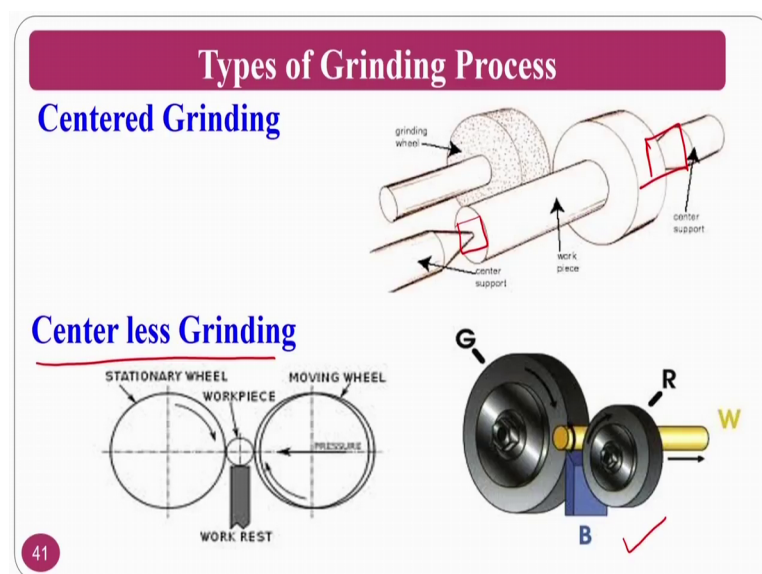 Types of Grinding Process
Centered Grinding
grinding
wheel
center
support
work
piece
center
support
Center less Grinding
STATIONARY WHEEL
MOVING WHEEL
WORKPIECE
PRESSURE
WORK REST
G
R
W
B
41